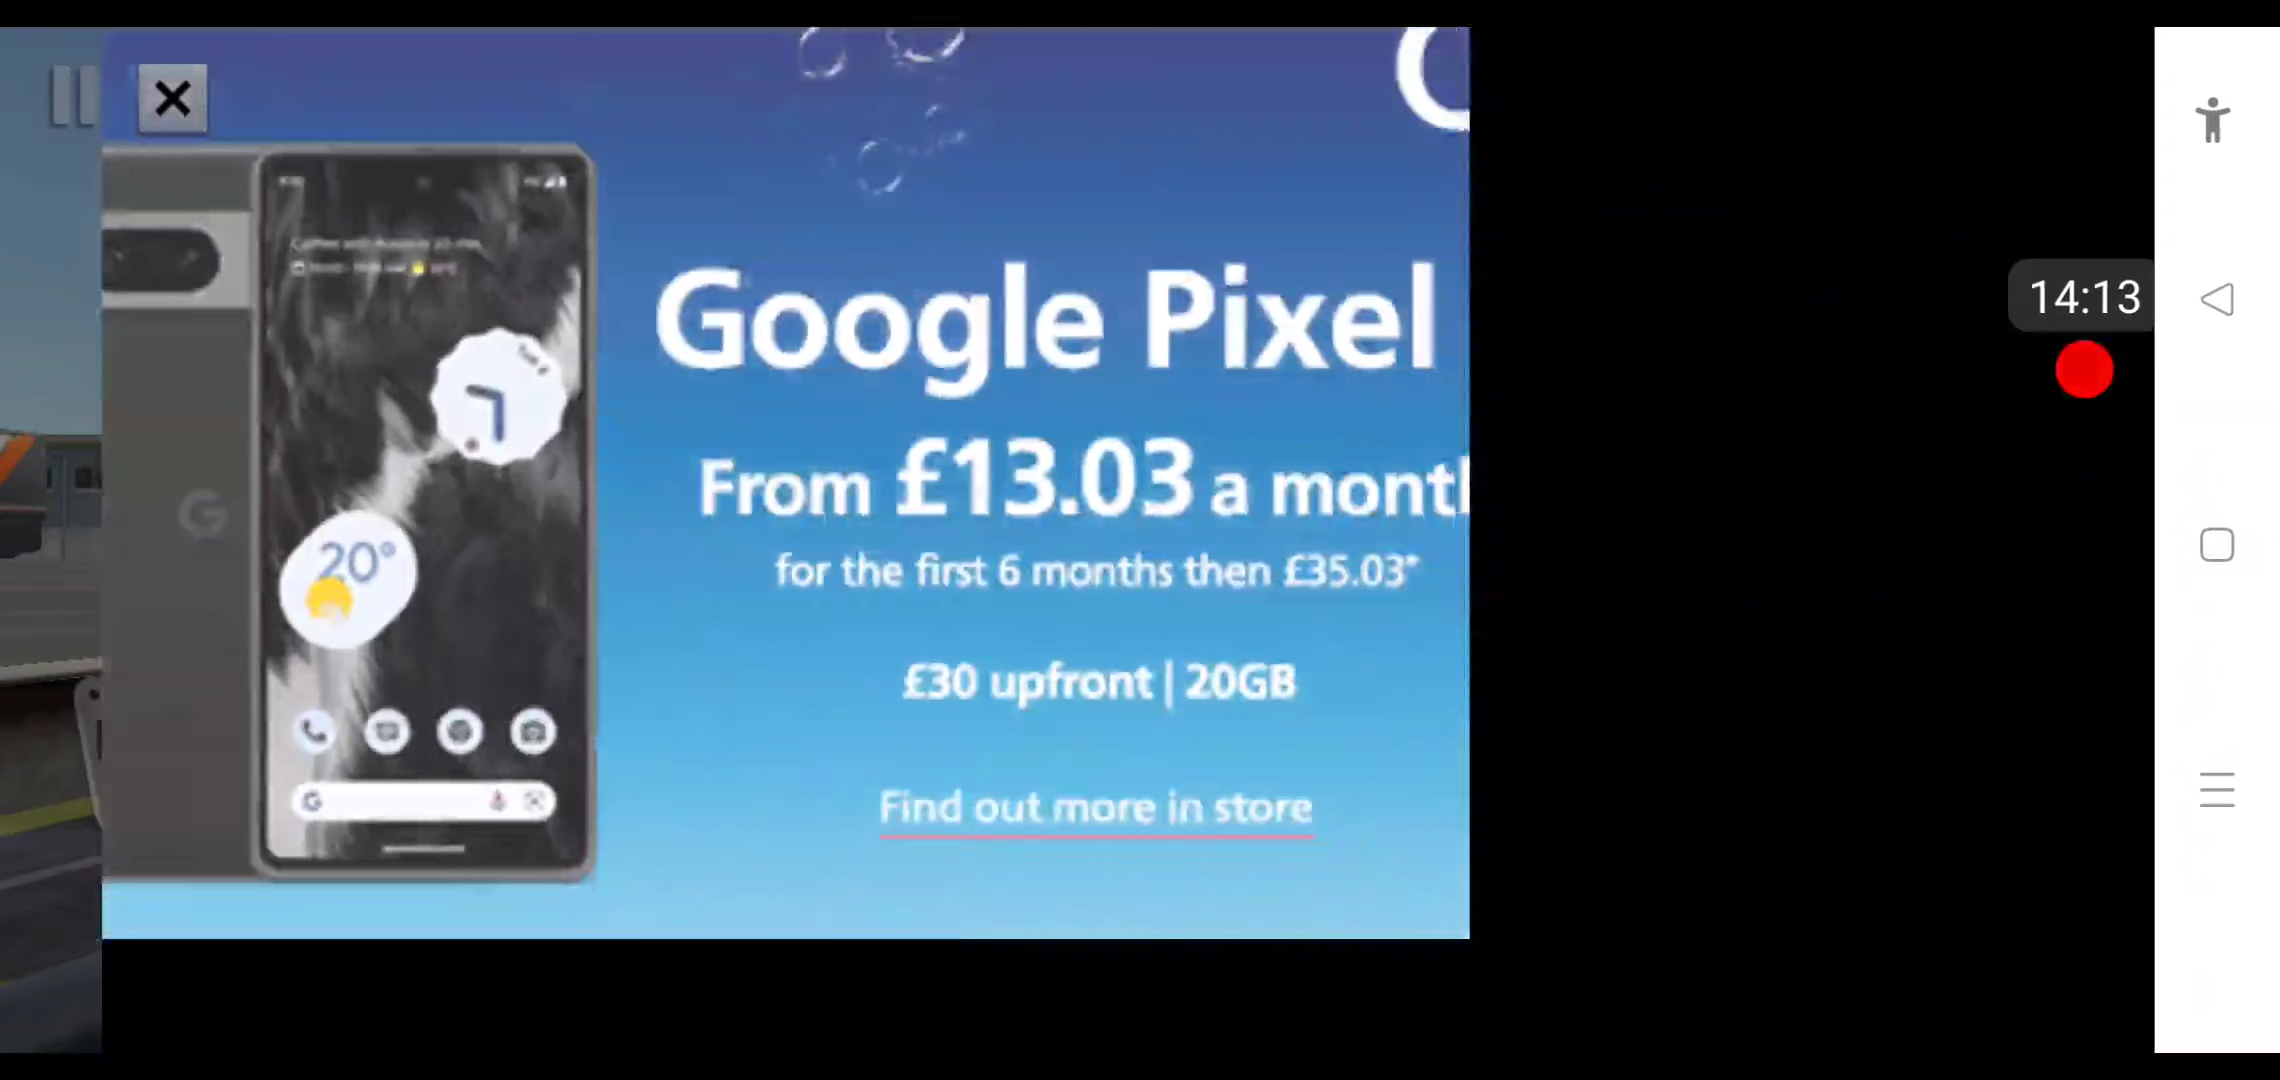 Google Pixel
From £13.03 a month
for the first 6 months then £35.03*
£30 upfront | 20GB
Find out more in store
20°
G
G
14:13